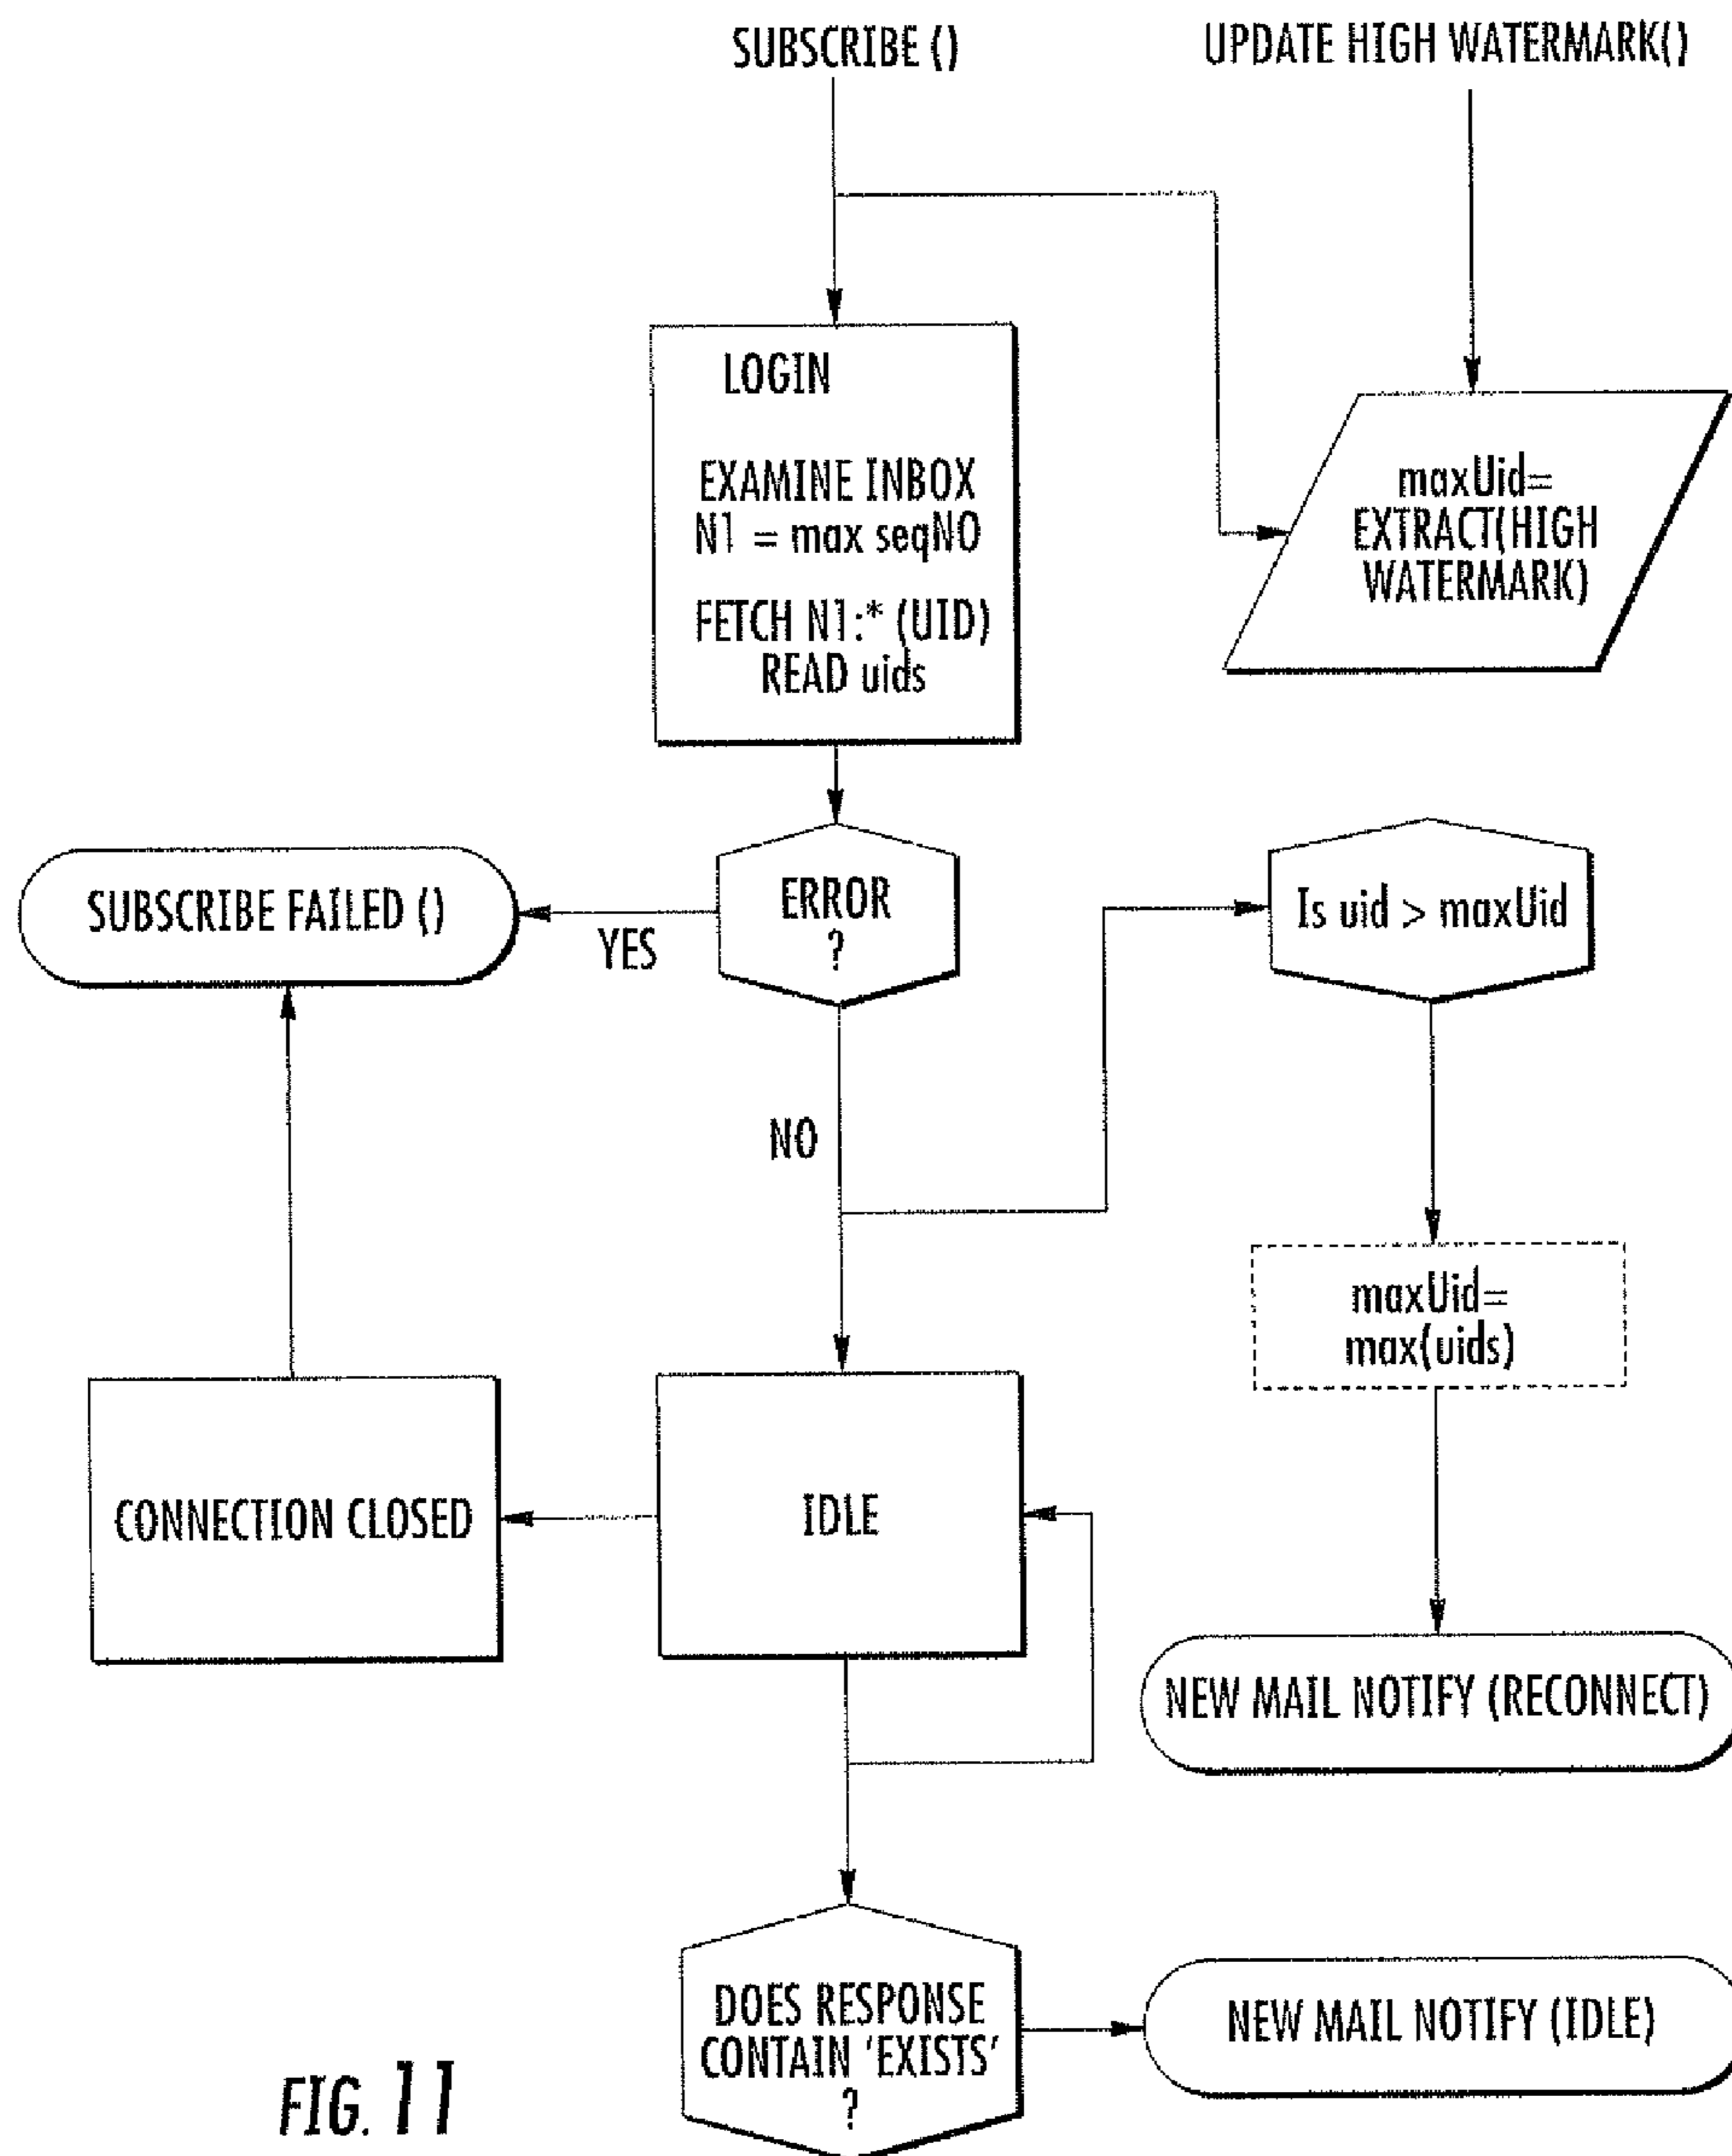 SUBSCRIBE ()
UPDATE HIGH WATERMARK()
LOGIN
EXAMINE INBOX
N1 = max seqNO
FETCH N1:* (UID)
READ uids
maxUid=
EXTRACT(HIGH
WATERMARK)
SUBSCRIBE FAILED ()
YES
ERROR
?
Is uid > maxUid
NO
maxUid=
max(uids)
CONNECTION CLOSED
IDLE
NEW MAIL NOTIFY (RECONNECT)
DOES RESPONSE
CONTAIN 'EXISTS'
?
NEW MAIL NOTIFY (IDLE)
FIG. 11